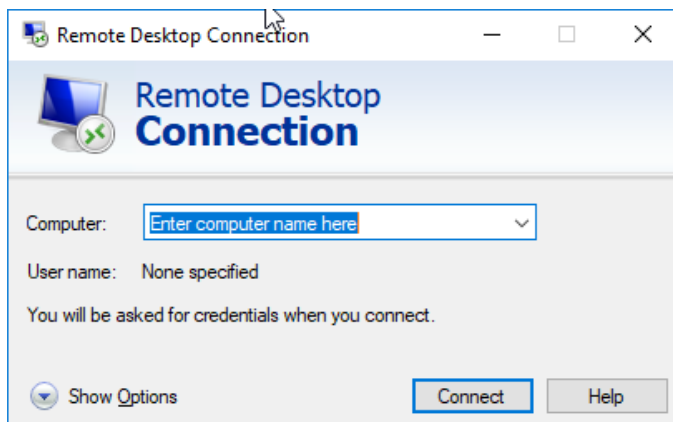 Remote Desktop Connection
Remote Desktop
Connection
Computer: Enter computer name here
User name: None specified
You will be asked for credentials when you connect.
Show Options Connect Help